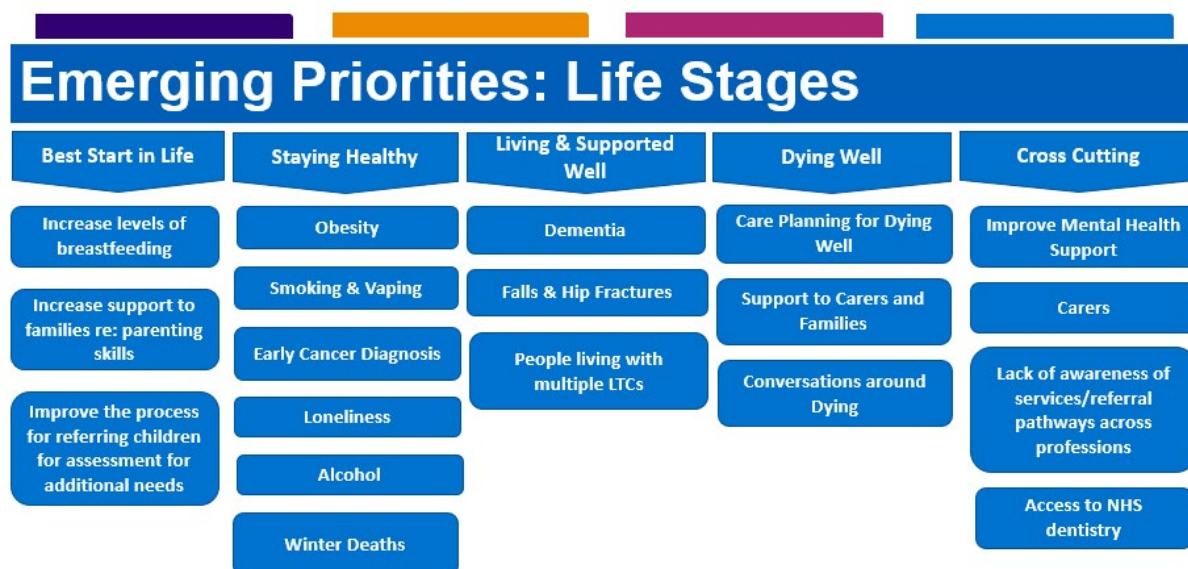 Emerging Priorities: Life Stages
Best Start in Life
Increase levels of
breastfeeding
Increase support to
families re: parenting
skills
Improve the process
for referring children
for assessment for
additional needs
Staying Healthy
Obesity
Smoking & Vaping
Early Cancer Diagnosis
Loneliness
Alcohol
Winter Deaths
Living & Supported
Well
Dementia
Falls & Hip Fractures
People living with
multiple LTCs
Dying Well
Care Planning for Dying
Well
Support to Carers and
Families
Conversations around
Dying
Cross Cutting
Improve Mental Health
Support
Carers
Lack of awareness of
services/referral
pathways across
professions
Access to NHS
dentistry